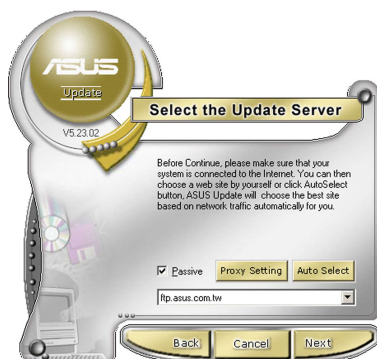 ASUS
Update
V5.23.02
Select the Update Server
Before Continue, please make sure that your
system is connected to the Internet. You can then
choose a web site by yourself or click AutoSelect
button, ASUS Update will choose the best site
based on network traffic automatically for you.
Passive
Proxy Setting
Auto Select
ftp.asus.com.tw
Back
Cancel
Next